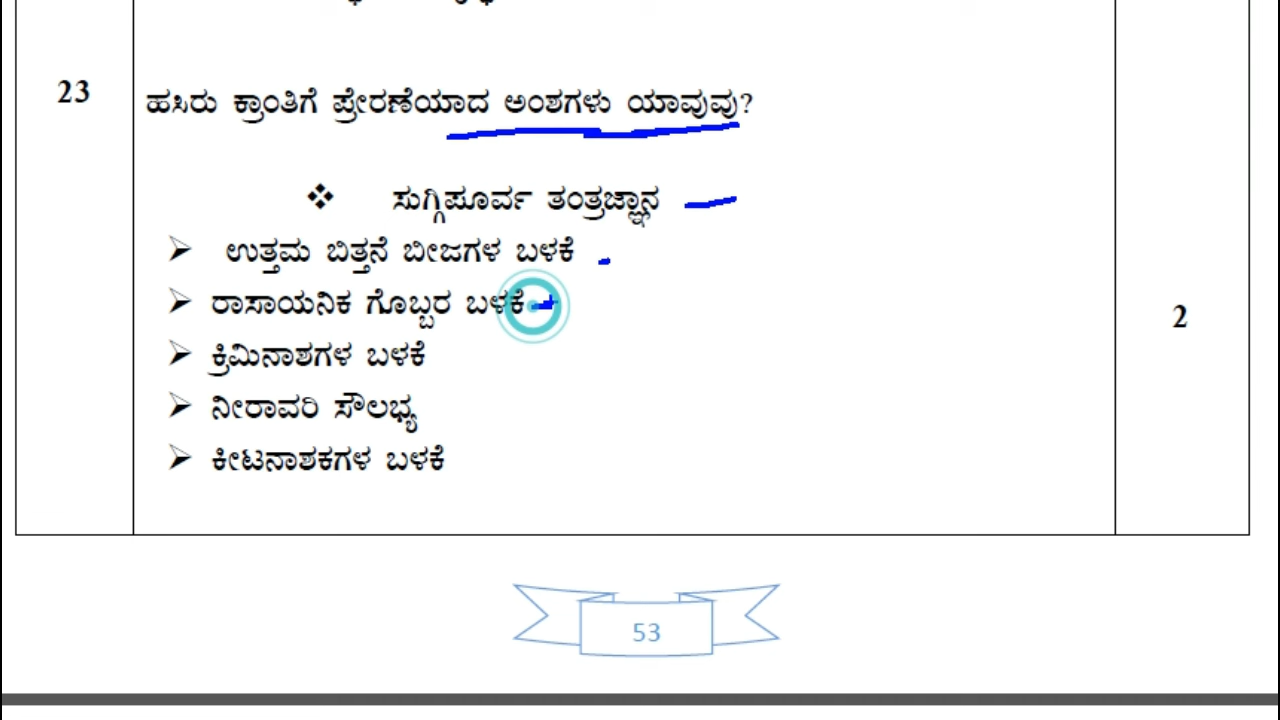 23
ಹಸಿರು ಕ್ರಾಂತಿಗೆ ಪ್ರೇರಣೆಯಾದ ಅಂಶಗಳು ಯಾವುವು?
❖ ಸುಗ್ಗಿಪೂರ್ವ ತಂತ್ರಜ್ಞಾನ
➢ ಉತ್ತಮ ಬಿತ್ತನೆ ಬೀಜಗಳ ಬಳಕೆ
➢ ರಾಸಾಯನಿಕ ಗೊಬ್ಬರ ಬಳಕೆ
2
➢ ಕ್ರಿಮಿನಾಶಗಳ ಬಳಕೆ
➢ ನೀರಾವರಿ ಸೌಲಭ್ಯ
➢ ಕೀಟನಾಶಕಗಳ ಬಳಕೆ
53